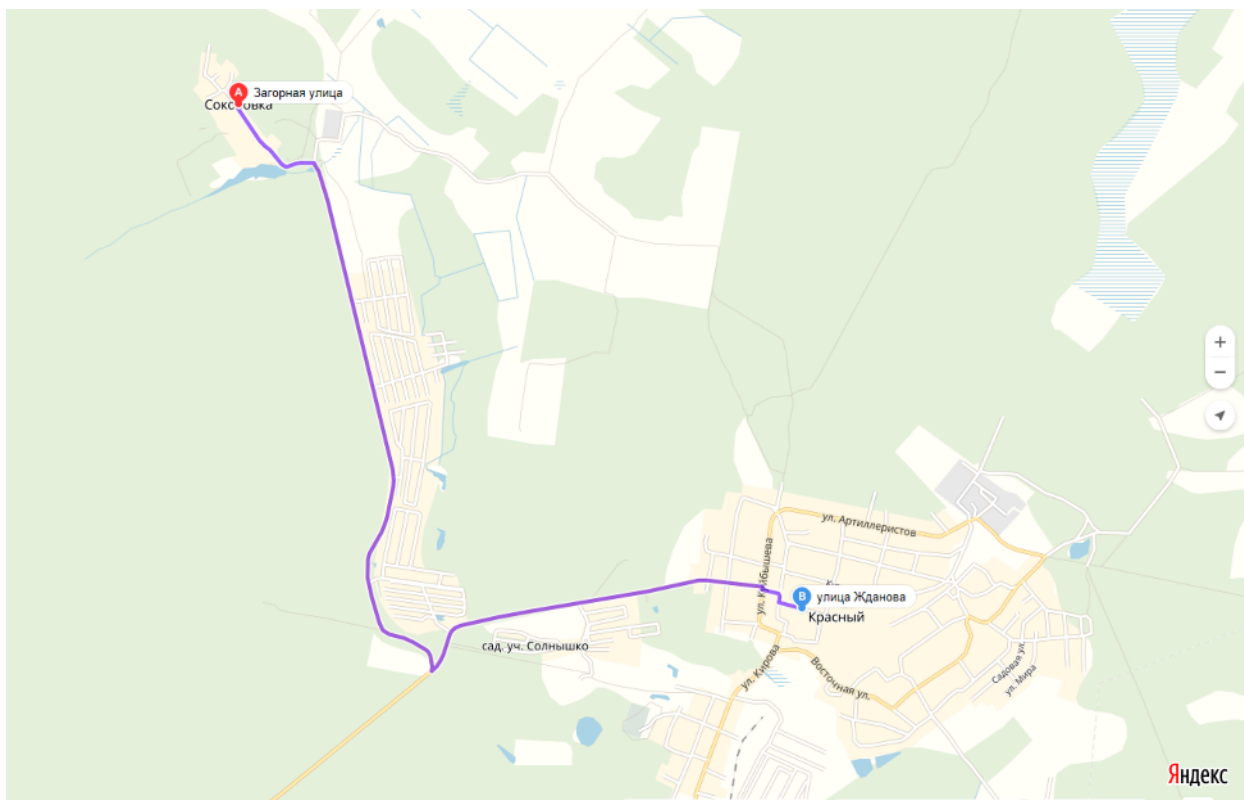 A Загорная улица
Сокоровка
ул. Артиллеристов
ул. Куйбышева
B улица Жданова
Красный
сад. уч. Солнышко
ул. Кирова
Восточная ул.
Садовая ул.
ул. Мира
Яндекс